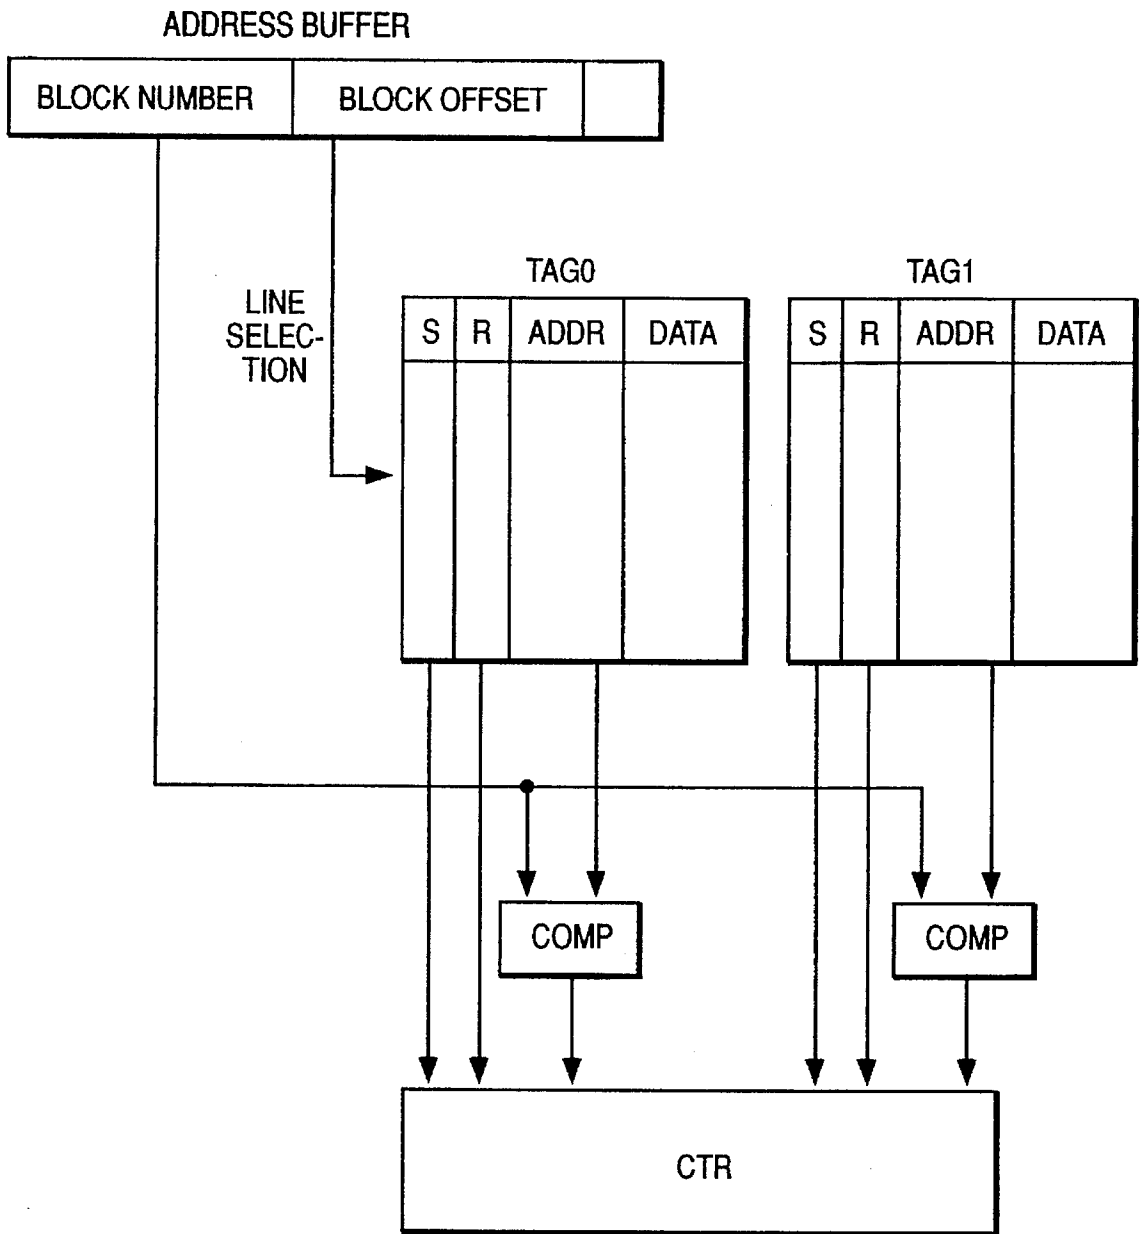 ADDRESS BUFFER
BLOCK NUMBER
BLOCK OFFSET
LINE
SELEC-
TION
TAG0
TAG1
S R ADDR DATA
S R ADDR DATA
COMP
COMP
CTR